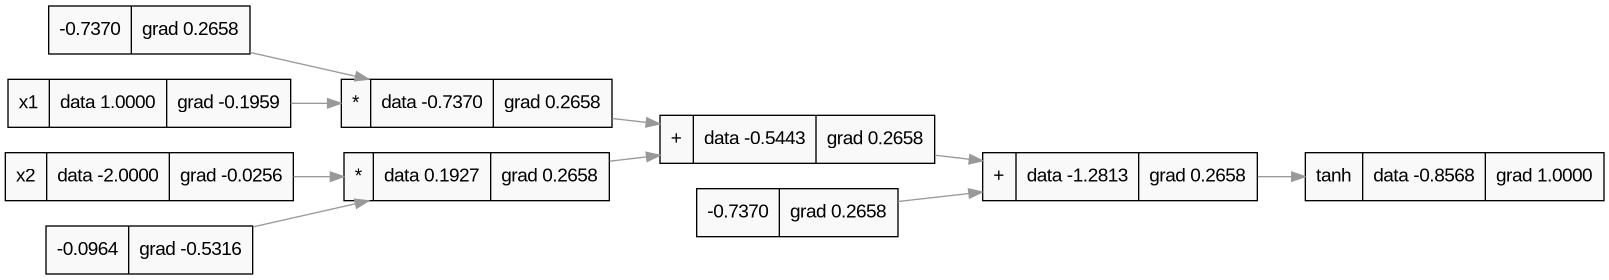 -0.7370 grad 0.2658
x1 data 1.0000 grad -0.1959
* data -0.7370 grad 0.2658
+ data -0.5443 grad 0.2658
x2 data -2.0000 grad -0.0256
* data 0.1927 grad 0.2658
+ data -1.2813 grad 0.2658
tanh data -0.8568 grad 1.0000
-0.7370 grad 0.2658
-0.0964 grad -0.5316